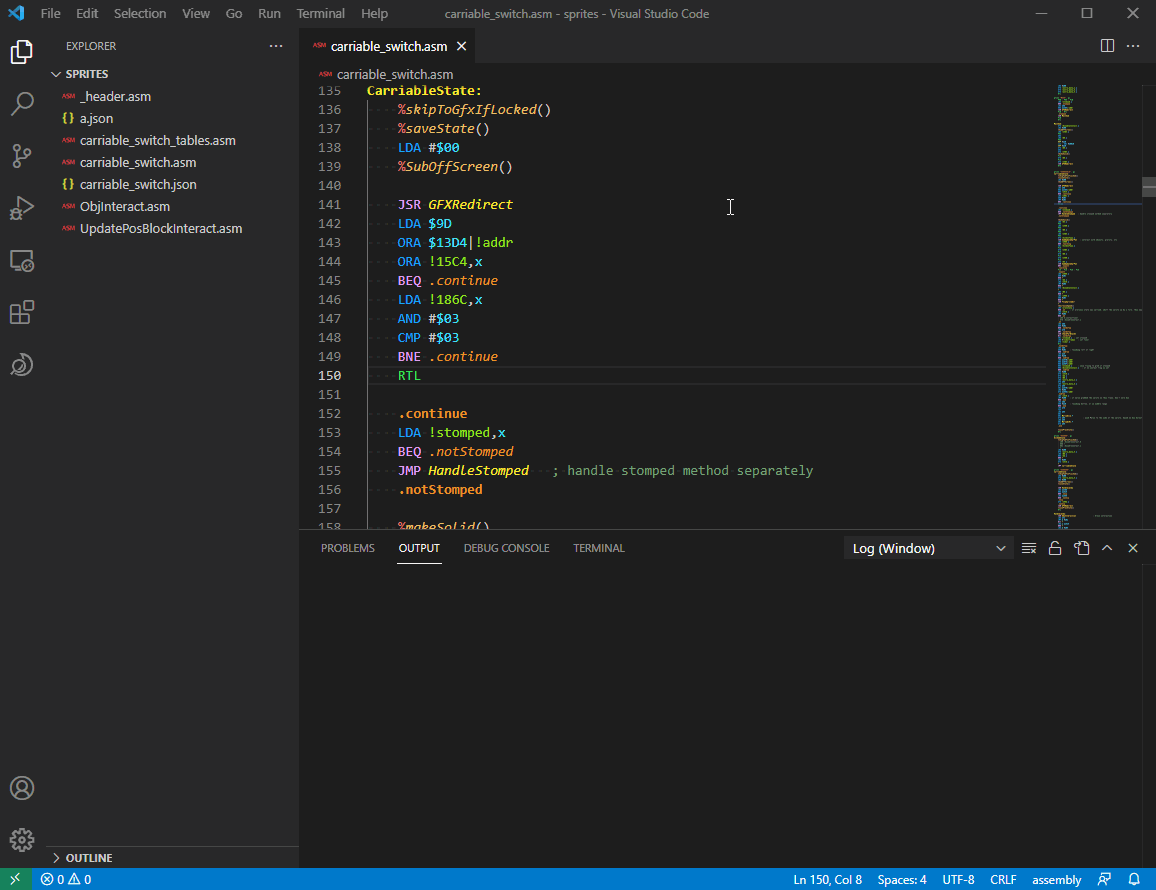 File Edit Selection View Go Run Terminal Help carriable_switch.asm - sprites - Visual Studio Code
EXPLORER
SPRITES
ASM _header.asm
{} a.json
ASM carriable_switch_tables.asm
ASM carriable_switch.asm
{} carriable_switch.json
ASM ObjInteract.asm
ASM UpdatePosBlockInteract.asm
OUTLINE
ASM carriable_switch.asm
ASM carriable_switch.asm
135 CarriableState:
136 %skipToGfxIfLocked()
137 %saveState()
138 LDA #$00
139 %SubOffScreen()
140
141 JSR GFXRedirect
142 LDA $9D
143 ORA $13D4|!addr
144 ORA !15C4,x
145 BEQ .continue
146 LDA !186C,x
147 AND #$03
148 CMP #$03
149 BNE .continue
150 RTL
151
152 .continue
153 LDA !stomped,x
154 BEQ .notStomped
155 JMP HandleStomped ; handle stomped method separately
156 .notStomped
157
158 %makeSolid()
PROBLEMS OUTPUT DEBUG CONSOLE TERMINAL Log (Window)
0 0 Ln 150, Col 8 Spaces: 4 UTF-8 CRLF assembly